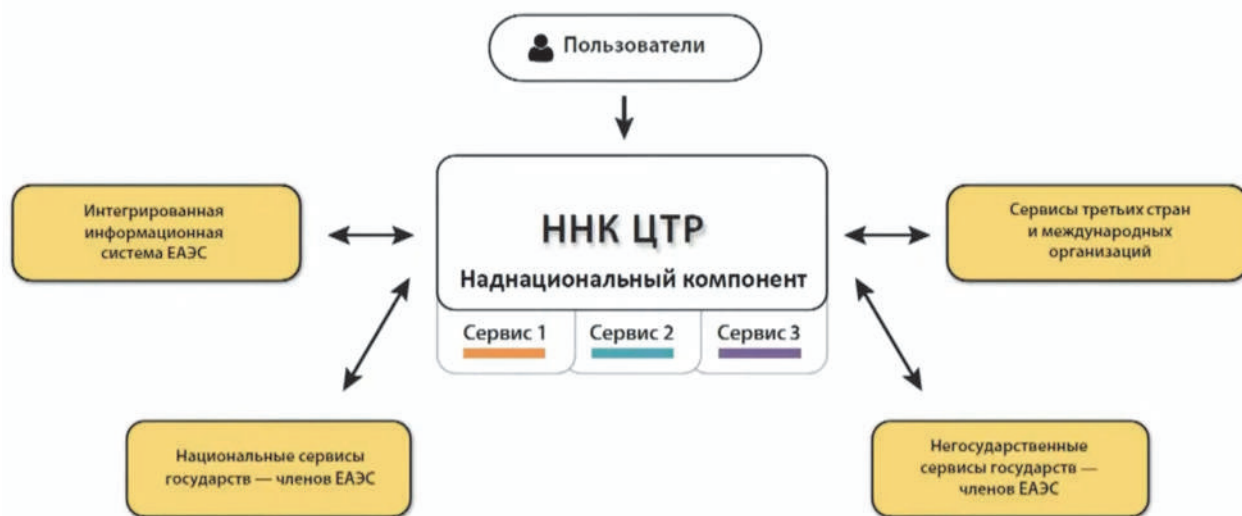 Пользователи
ННК ЦТР
Наднациональный компонент
Сервис 1
Сервис 2
Сервис 3
Интегрированная
информационная
система ЕАЭС
Сервисы третьих стран
и международных
организаций
Национальные сервисы
государств — членов ЕАЭС
Негосударственные
сервисы государств —
членов ЕАЭС